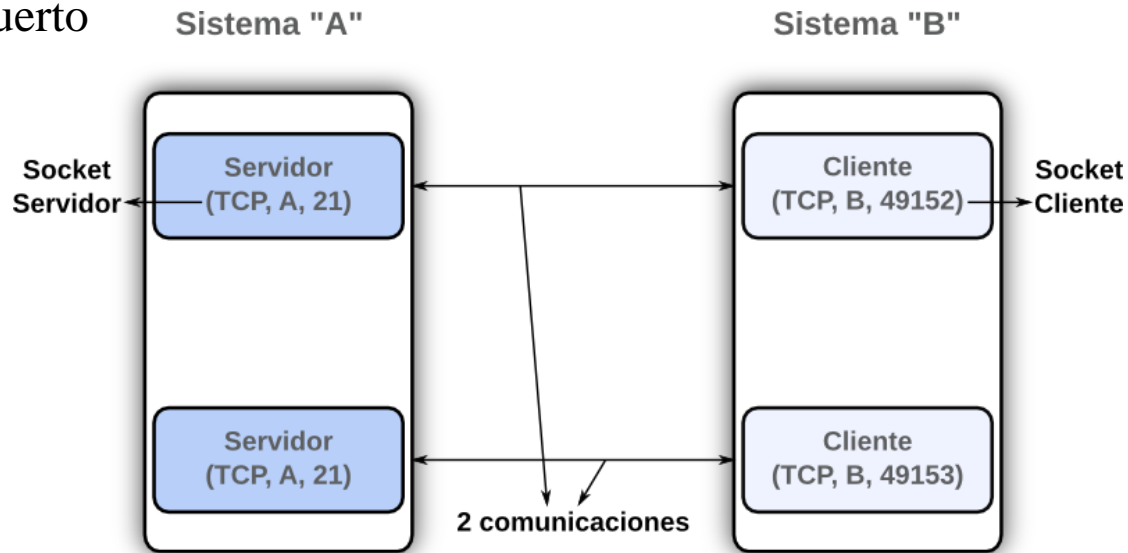 uerto
Sistema "A"
Sistema "B"
Socket
Servidor
Servidor
(TCP, A, 21)
Cliente
(TCP, B, 49152)
Socket
Cliente
Servidor
(TCP, A, 21)
Cliente
(TCP, B, 49153)
2 comunicaciones